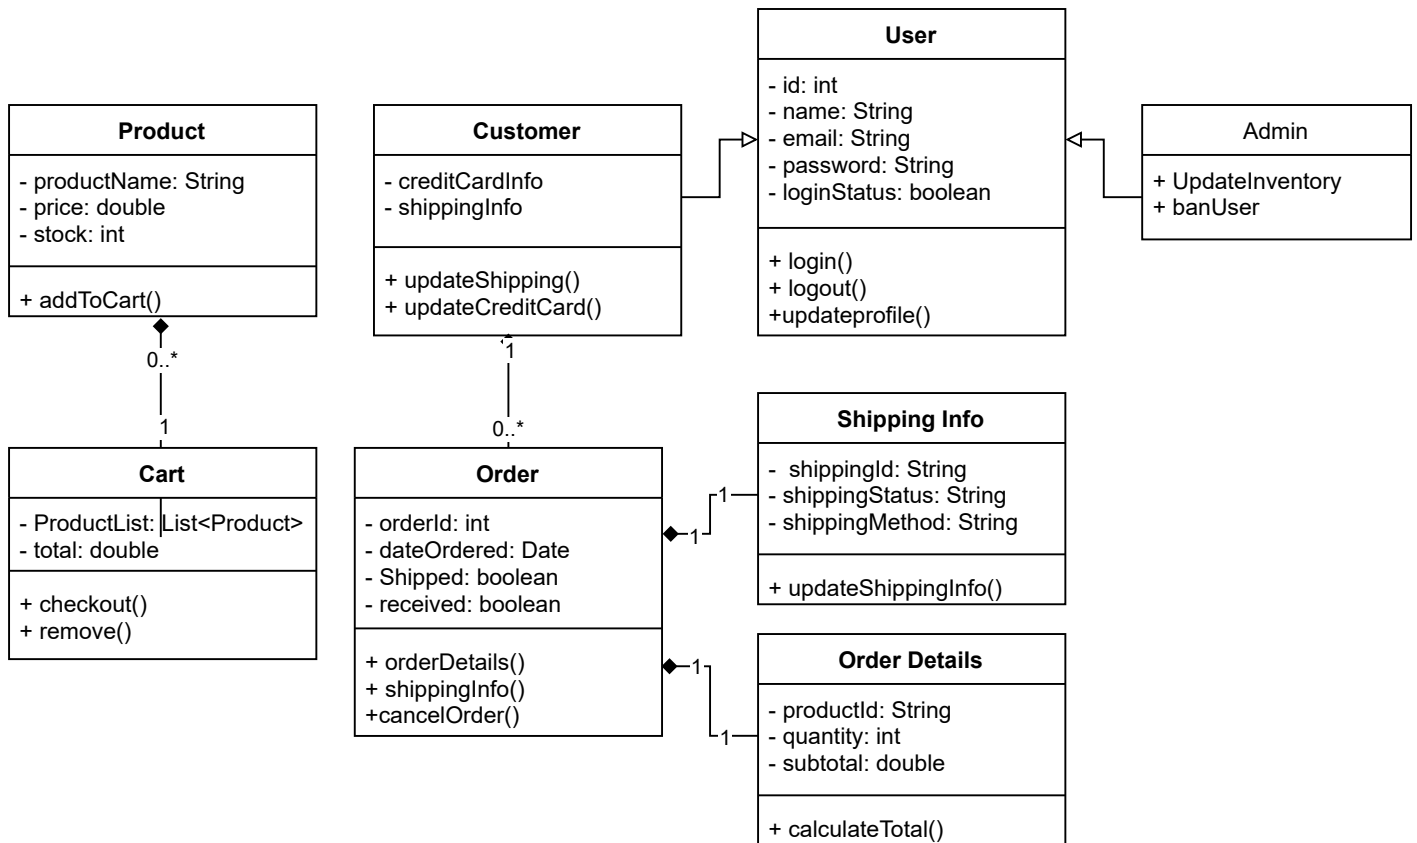 User
- id: int
- name: String
- email: String
- password: String
- loginStatus: boolean
+ login()
+ logout()
+updateprofile()
Product
- productName: String
- price: double
- stock: int
+ addToCart()
Customer
- creditCardInfo
- shippingInfo
+ updateShipping()
+ updateCreditCard()
Admin
+ UpdateInventory
+ banUser
0..*
1
1
0..*
Cart
- ProductList: List<Product>
- total: double
+ checkout()
+ remove()
Order
- orderId: int
- dateOrdered: Date
- Shipped: boolean
- received: boolean
+ orderDetails()
+ shippingInfo()
+cancelOrder()
1
1
1
1
Shipping Info
- shippingId: String
- shippingStatus: String
- shippingMethod: String
+ updateShippingInfo()
Order Details
- productId: String
- quantity: int
- subtotal: double
+ calculateTotal()